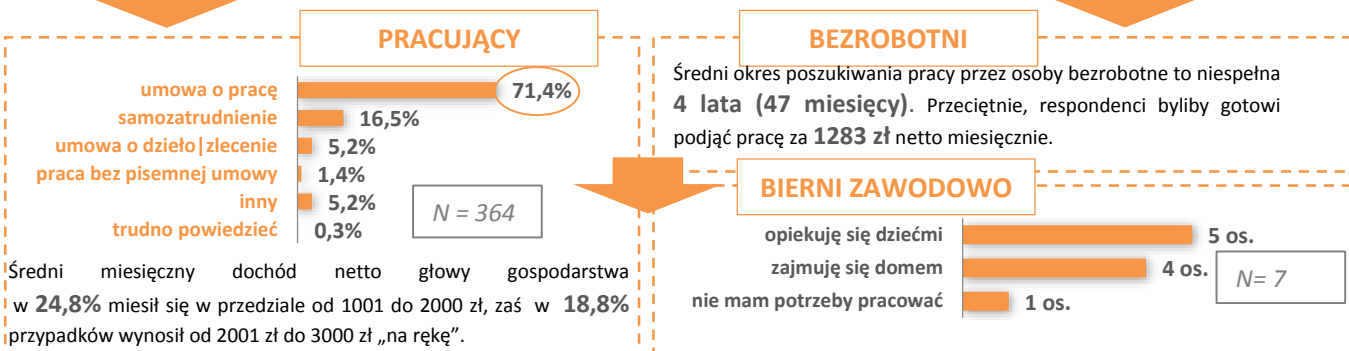 PRACUJĄCY
umowa o pracę 71,4%
samozatrudnienie 16,5%
umowa o dzieło|zlecenie 5,2%
praca bez pisemnej umowy 1,4%
inny 5,2%
trudno powiedzieć 0,3%
N = 364
Średni miesięczny dochód netto głowy gospodarstwa
w 24,8% miesił się w przedziale od 1001 do 2000 zł, zaś w 18,8%
przypadków wynosił od 2001 zł do 3000 zł „na rękę”.
BEZROBOTNI
Średni okres poszukiwania pracy przez osoby bezrobotne to niespełna
4 lata (47 miesięcy). Przeciętnie, respondenci byliby gotowi
podjąć pracę za 1283 zł netto miesięcznie.
BIERNI ZAWODOWO
opiekuję się dziećmi 5 os.
zajmuję się domem 4 os.
nie mam potrzeby pracować 1 os.
N= 7